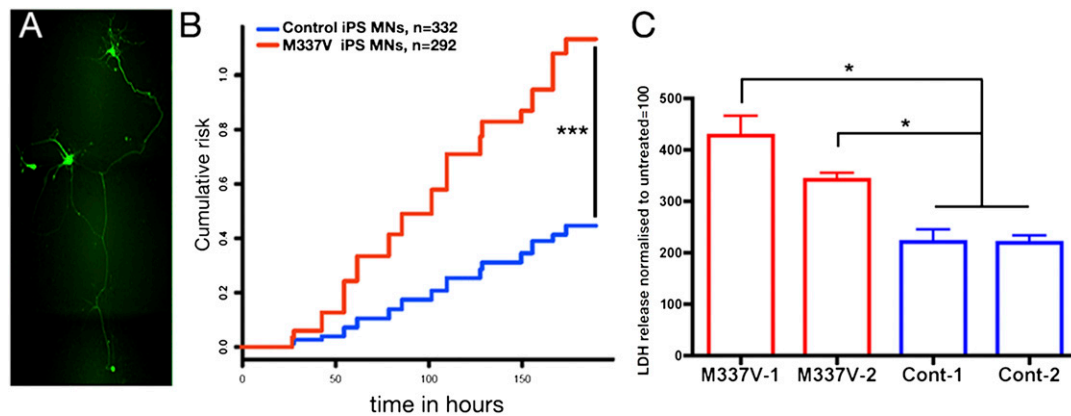 A
B
Control iPS MNs, n=332
M337V iPS MNs, n=292
Cumulative risk
0.0
0.2
0.4
0.6
0.8
1.0
***
0
50
100
150
time in hours
C
LDH release normalised to untreated=100
500
400
300
200
100
0
*
*
M337V-1
M337V-2
Cont-1
Cont-2